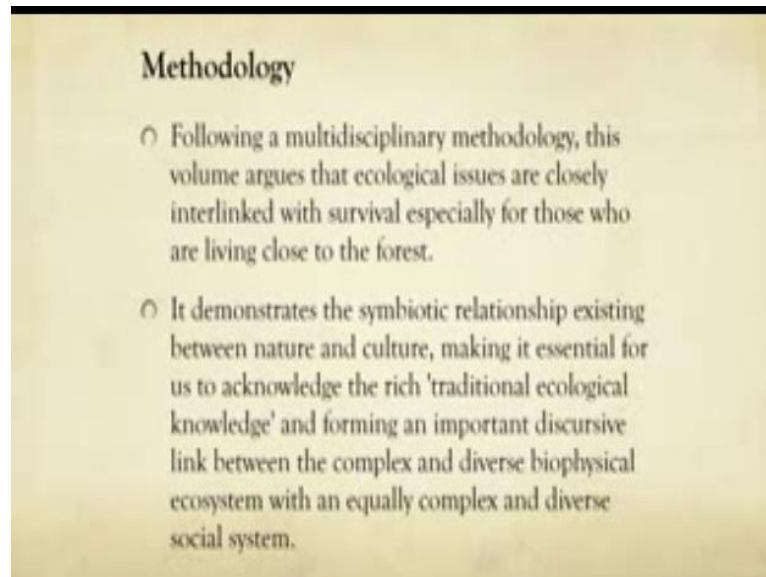 Methodology
Following a multidisciplinary methodology, this
volume argues that ecological issues are closely
interlinked with survival especially for those who
are living close to the forest.
It demonstrates the symbiotic relationship existing
between nature and culture, making it essential for
us to acknowledge the rich 'traditional ecological
knowledge' and forming an important discursive
link between the complex and diverse biophysical
ecosystem with an equally complex and diverse
social system.